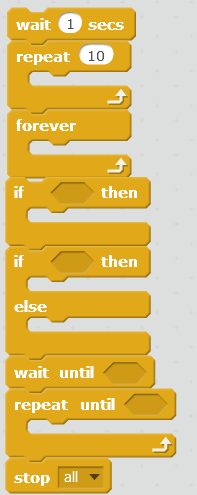 wait 1 secs
repeat 10
forever
if then
if then
else
wait until
repeat until
stop all